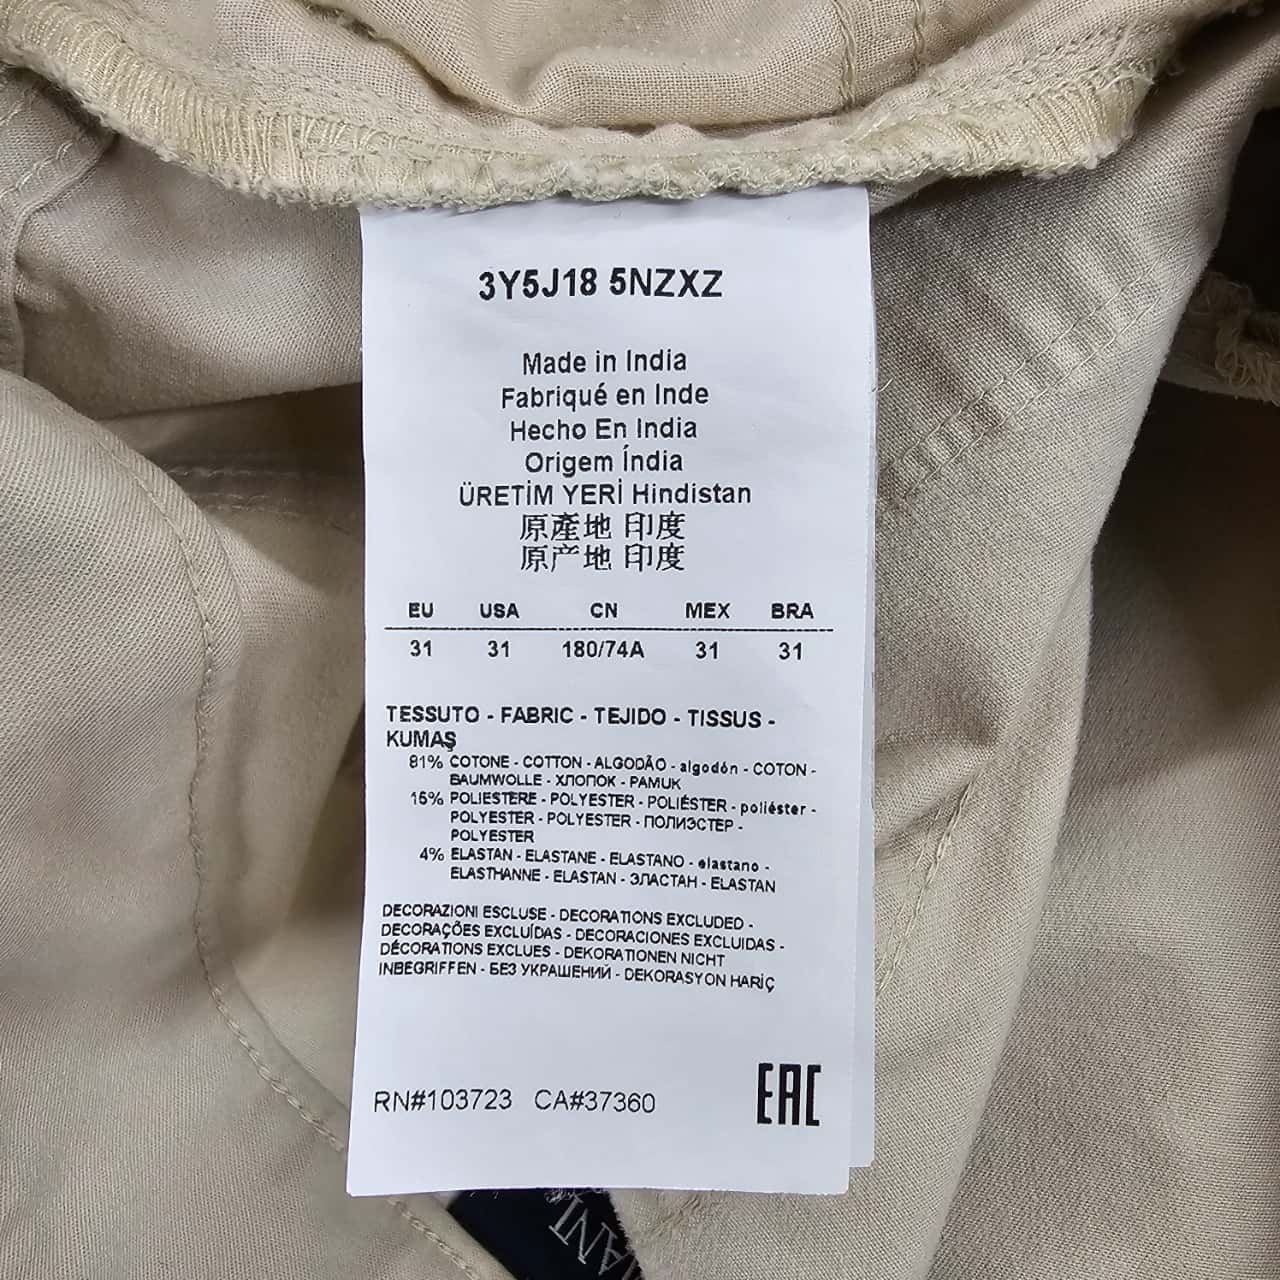 3Y5J18 5NZXZ
Made in India
Fabriqué en Inde
Hecho En India
Origem Índia
ÜRETİM YERİ Hindistan
原產地 印度
原产地 印度
EU USA CN MEX BRA
31 31 180/74A 31 31
TESSUTO - FABRIC - TEJIDO - TISSUS -
KUMAŞ
81% COTONE - COTTON - ALGODÃO - algodón - COTON -
BAUMWOLLE - ХЛОПОК - PAMUK
15% POLIESTERE - POLYESTER - POLIÉSTER - poliéster -
POLYESTER - POLYESTER - ПОЛИЭСТЕР -
POLYESTER
4% ELASTAN - ELASTANE - ELASTANO - elastano -
ELASTHANNE - ELASTAN - ЭЛАСТАН - ELASTAN
DECORAZIONI ESCLUSE - DECORATIONS EXCLUDED -
DECORAÇÕES EXCLUÍDAS - DECORACIONES EXCLUIDAS -
DÉCORATIONS EXCLUES - DEKORATIONEN NICHT
INBEGRIFFEN - БЕЗ УКРАШЕНИЙ - DEKORASYON HARİÇ
RN#103723 CA#37360
EAC